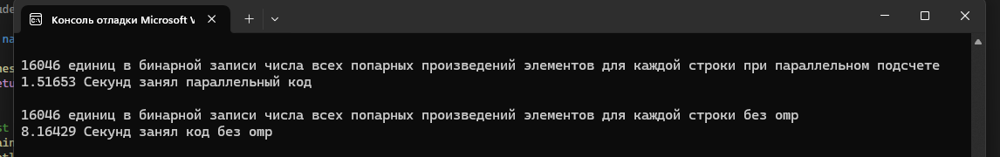 Консоль отладки Microsoft V
16046 единиц в бинарной записи числа всех попарных произведений элементов для каждой строки при параллельном подсчете
1.51653 Секунд занял параллельный код
16046 единиц в бинарной записи числа всех попарных произведений элементов для каждой строки без omp
8.16429 Секунд занял код без omp